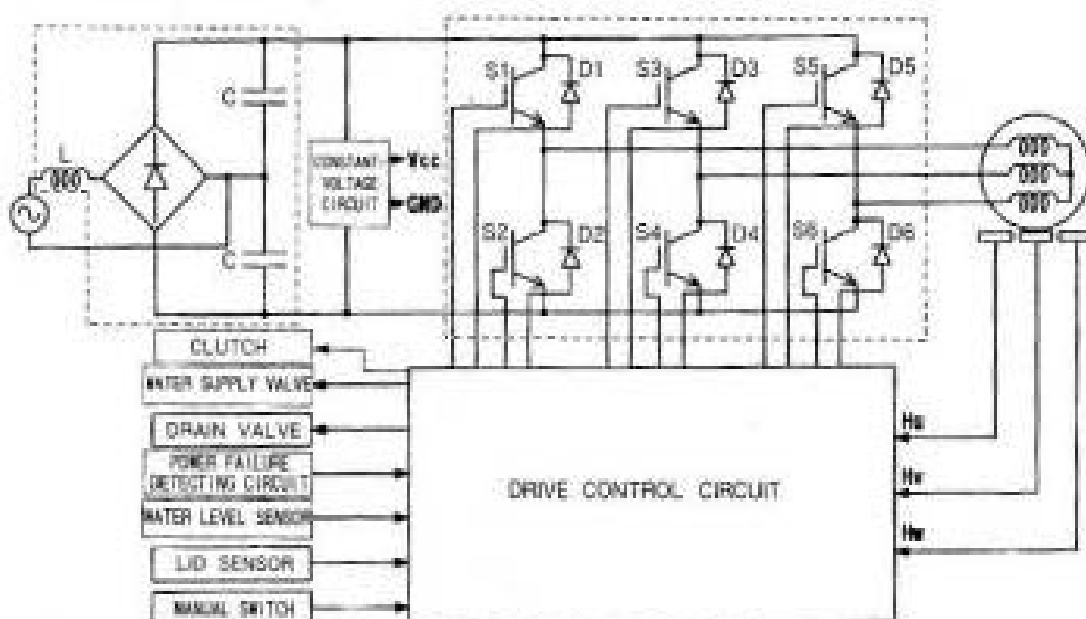 S1
D1
S3
D3
S5
D5
C
L
CONSTANT-
VOLTAGE
CIRCUIT
Vcc
GND
S2
D2
S4
D4
S6
D6
C
CLUTCH
WATER SUPPLY VALVE
DRAIN VALVE
POWER FAILURE
DETECTING CIRCUIT
WATER LEVEL SENSOR
LID SENSOR
MANUAL SWITCH
DRIVE CONTROL CIRCUIT
Hu
Hv
Hw